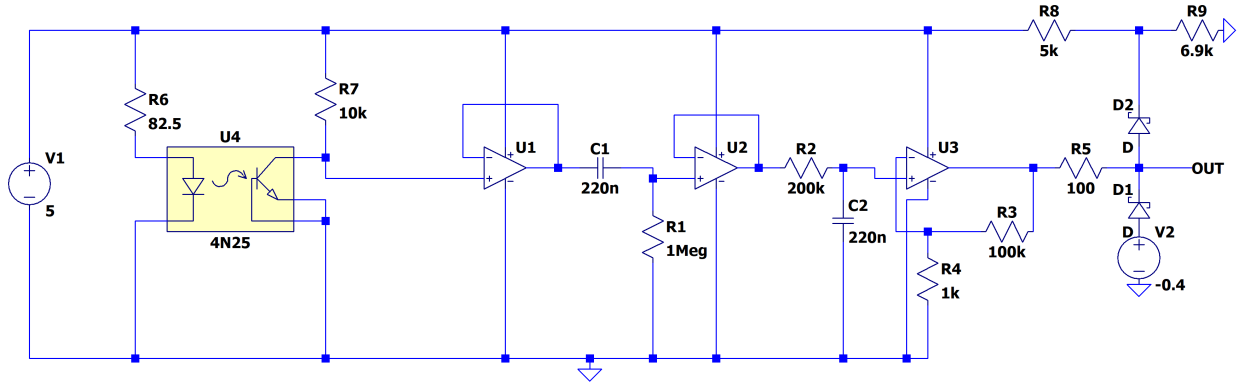 R8
5k
R9
6.9k
R6
82.5
R7
10k
U4
4N25
V1
5
U1
C1
220n
R1
1Meg
U2
R2
200k
C2
220n
U3
R3
100k
R4
1k
R5
100
D2
D
OUT
D1
D
V2
-0.4